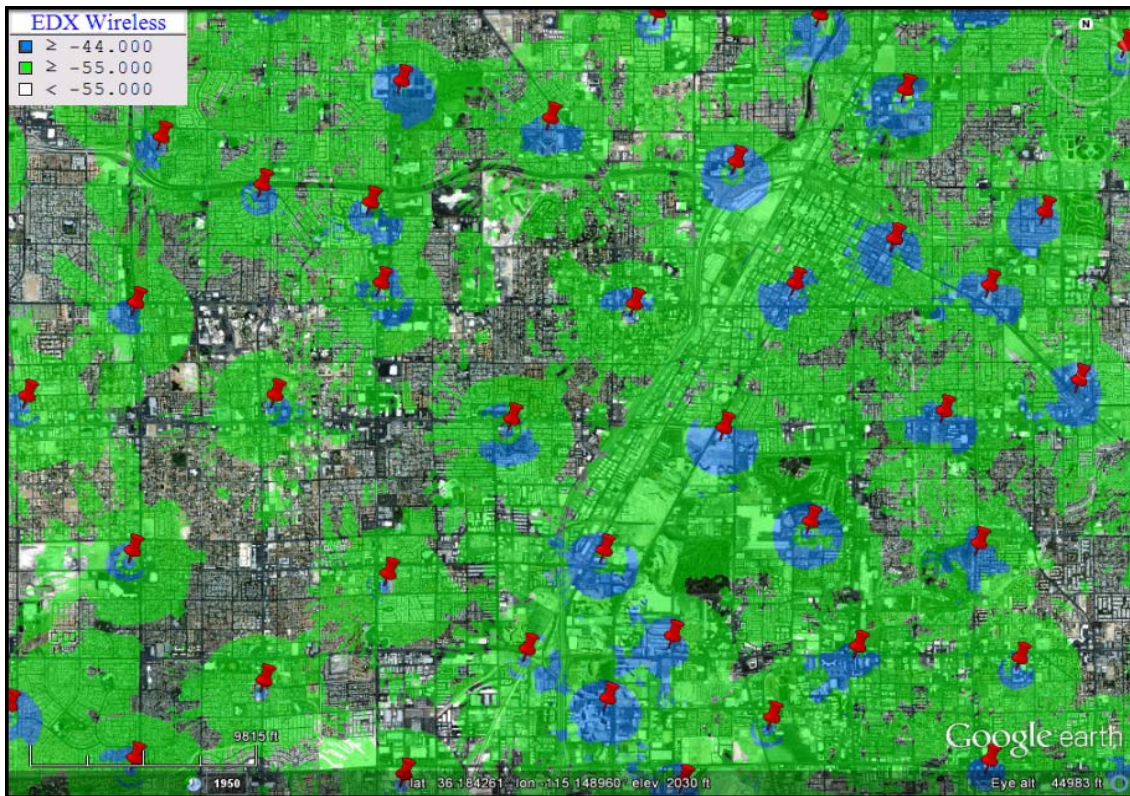 EDX Wireless
≥ -44.000
≥ -55.000
< -55.000
N
9815 ft
Google earth
1950
lat 36.184261 lon -115.148960 elev 2030 ft
Eye alt 44983 ft